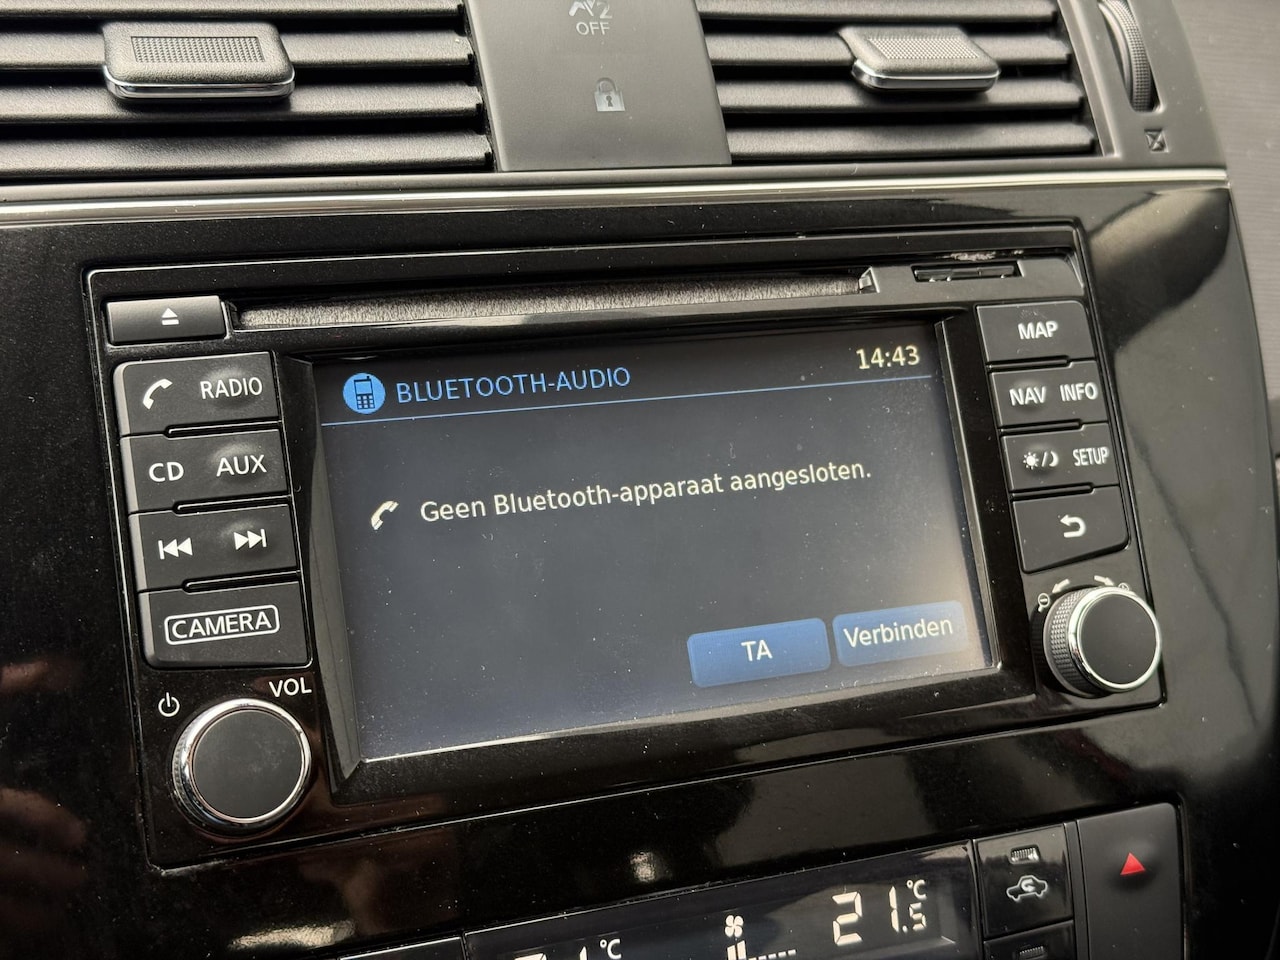 2
OFF
MAP
RADIO
BLUETOOTH-AUDIO
14:43
NAV INFO
CD AUX
Geen Bluetooth-apparaat aangesloten.
SETUP
CAMERA
TA
Verbinden
VOL
21.5°C
°C